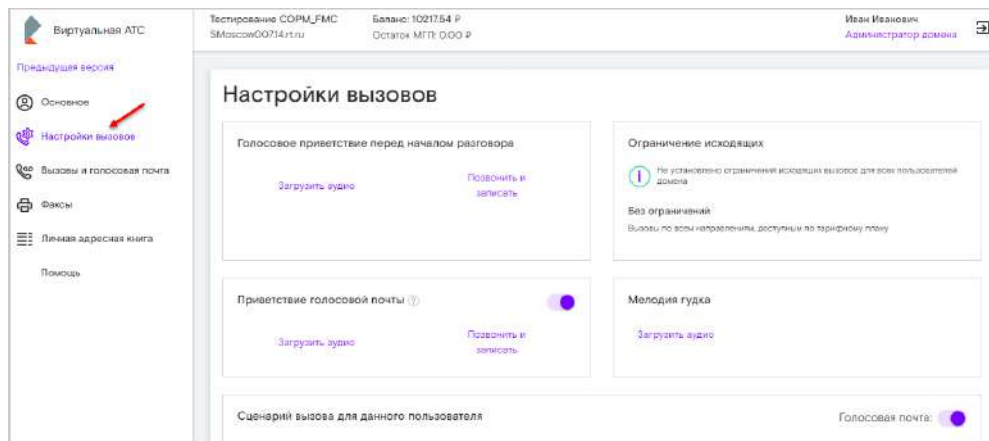 Виртуальная АТС
Тестирование СОРМ_FMC
SMoscow00714.rt.ru
Баланс: 10217.54 ₽
Остаток МГП: 0.00 ₽
Иван Иванович
Администратор домена
Предыдущая версия
Основное
Настройки вызовов
Вызовы и голосовая почта
Факсы
Личная адресная книга
Помощь
Настройки вызовов
Голосовое приветствие перед началом разговора
Загрузить аудио
Позвонить и
записать
Ограничение исходящих
Не установлено ограничений исходящих вызовов для всех пользователей
домена
Без ограничений
Вызовы по всем направлениям, доступным по тарифному плану
Приветствие голосовой почты
Загрузить аудио
Позвонить и
записать
Мелодия гудка
Загрузить аудио
Сценарий вызова для данного пользователя
Голосовая почта: